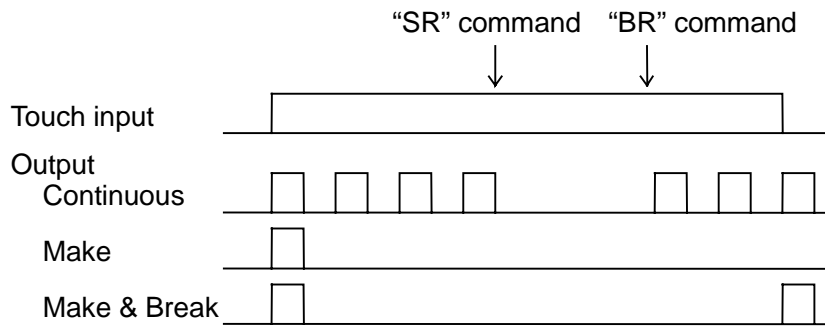 “SR” command “BR” command
Touch input
Output
Continuous
Make
Make & Break